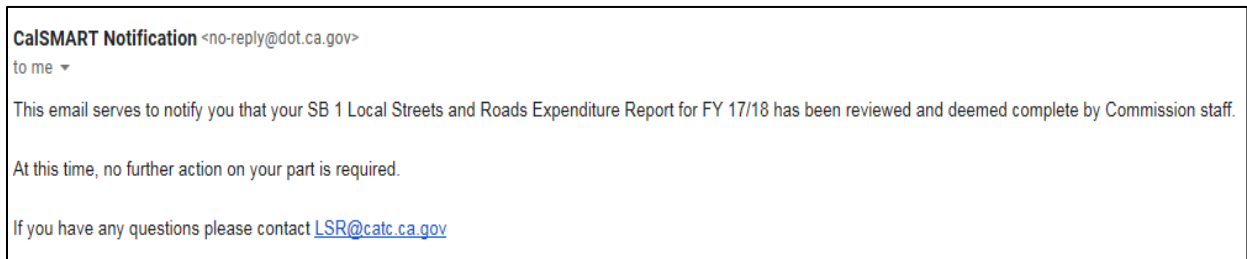 CalSMART Notification <no-reply@dot.ca.gov>
to me
This email serves to notify you that your SB 1 Local Streets and Roads Expenditure Report for FY 17/18 has been reviewed and deemed complete by Commission staff.
At this time, no further action on your part is required.
If you have any questions please contact LSR@catc.ca.gov